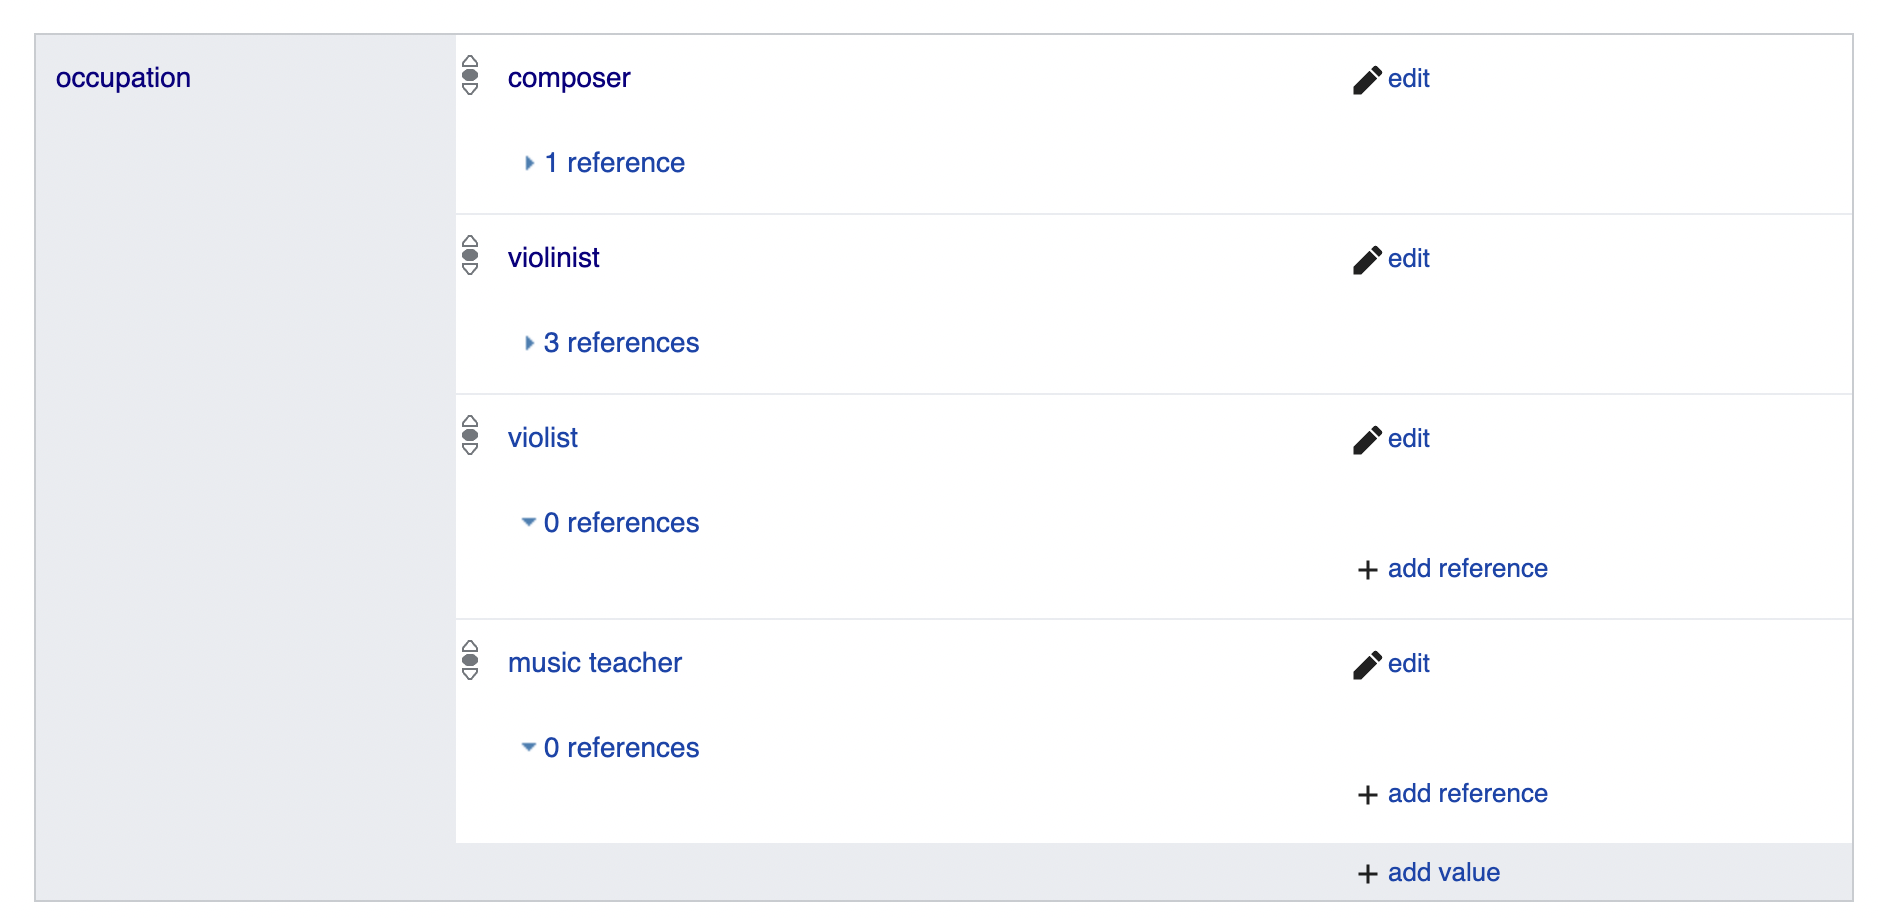 occupation
composer
edit
1 reference
violinist
edit
3 references
violist
edit
0 references
add reference
music teacher
edit
0 references
add reference
add value